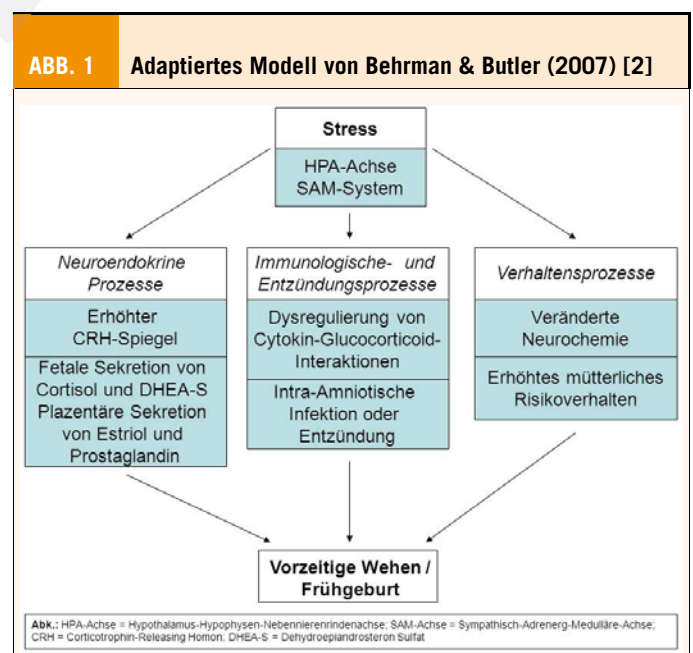 ABB. 1 Adaptiertes Modell von Behrman & Butler (2007) [2]
Stress
HPA-Achse
SAM-System
Neuroendokrine
Prozesse
Erhöhter
CRH-Spiegel
Fetale Sekretion von
Cortisol und DHEA-S
Plazentäre Sekretion
von Estriol und
Prostaglandin
Immunologische- und
Entzündungsprozesse
Dysregulierung von
Cytokin-Glucocorticoid-
Interaktionen
Intra-Amniotische
Infektion oder
Entzündung
Verhaltensprozesse
Veränderte
Neurochemie
Erhöhtes mütterliches
Risikoverhalten
Vorzeitige Wehen /
Frühgeburt
Abk.: HPA-Achse = Hypothalamus-Hypophysen-Nebennierenrindenachse; SAM-Achse = Sympathisch-Adrenerg-Medulläre-Achse;
CRH = Corticotrophin-Releasing Homon; DHEA-S = Dehydroepiandrosteron Sulfat